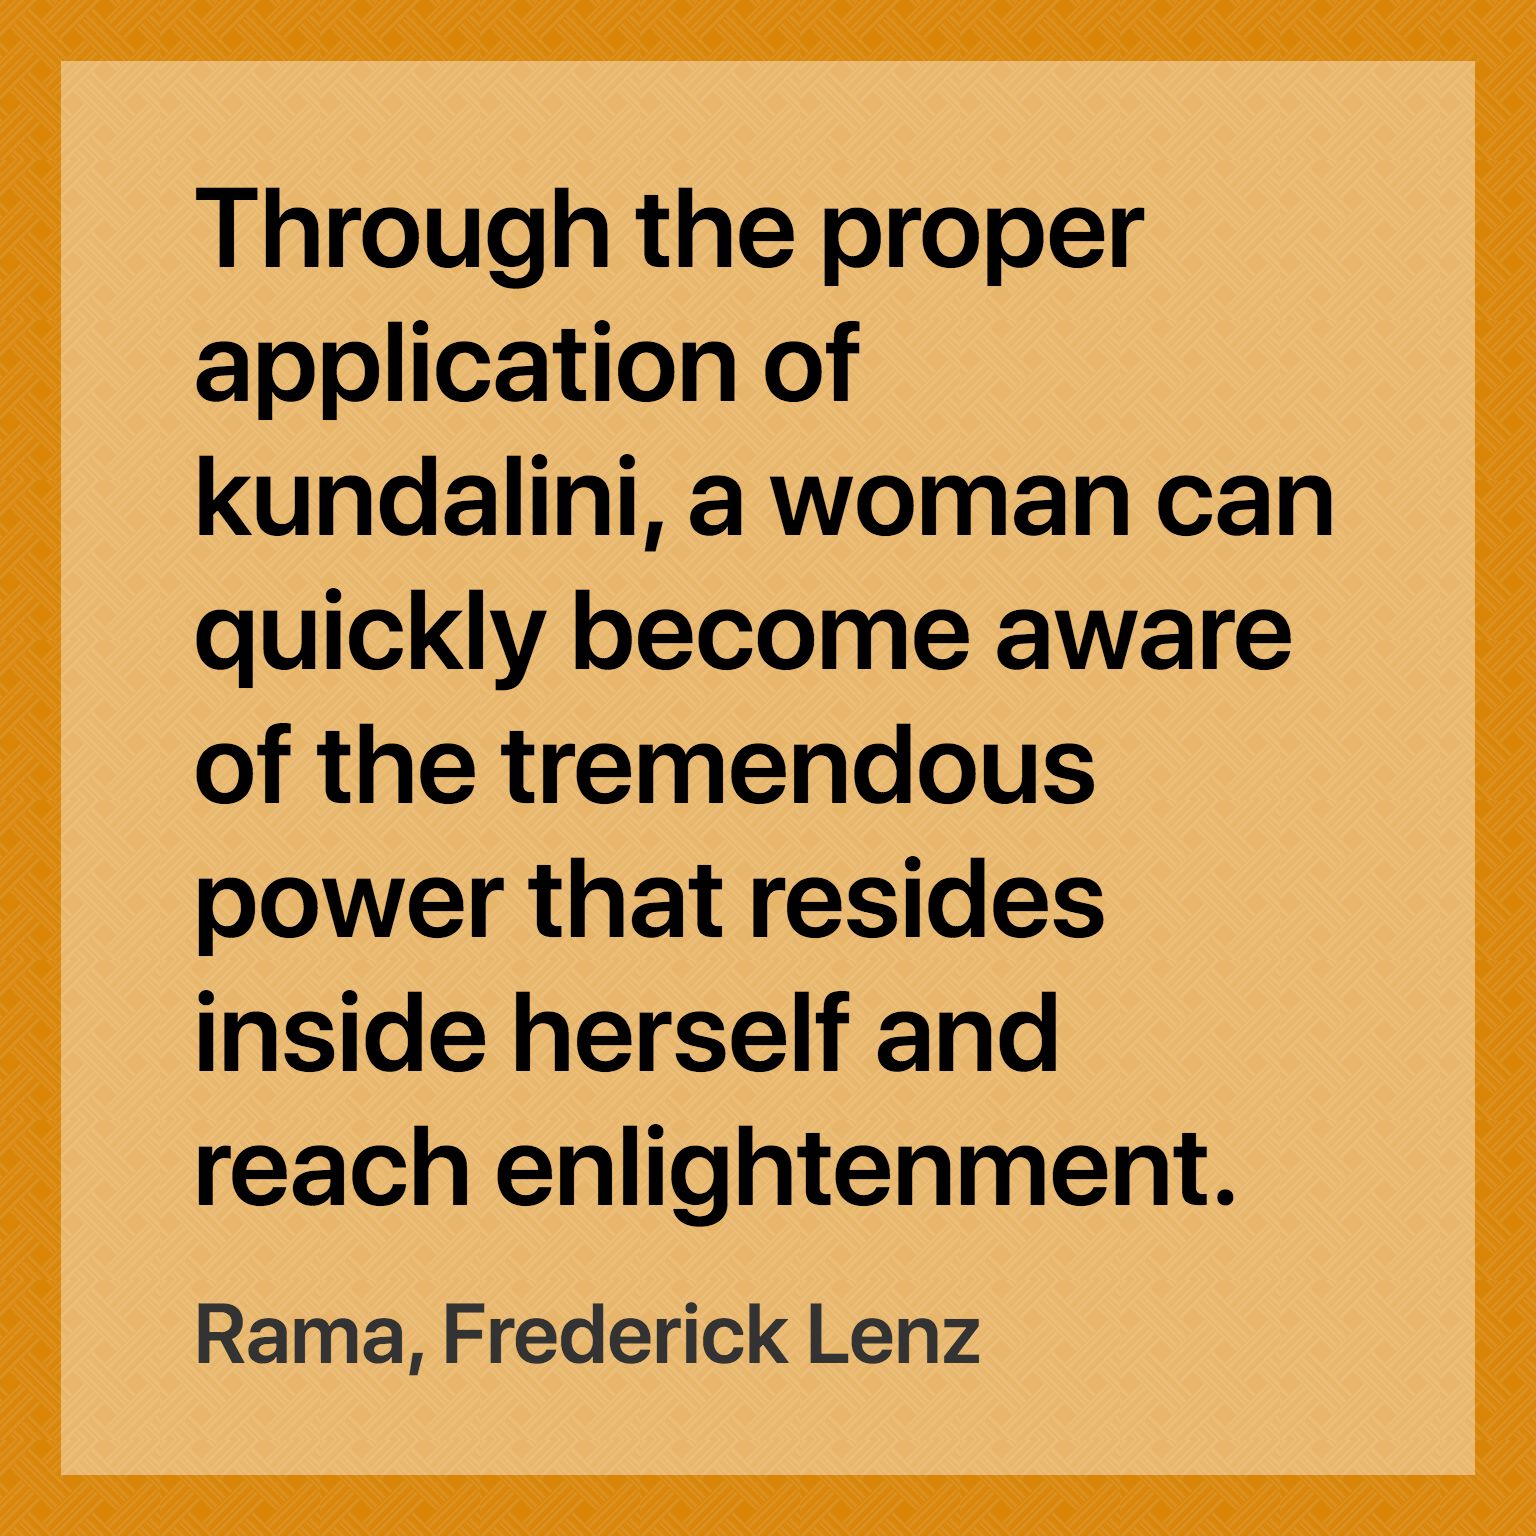 Through the proper
application of
kundalini, a woman can
quickly become aware
of the tremendous
power that resides
inside herself and
reach enlightenment.
Rama, Frederick Lenz